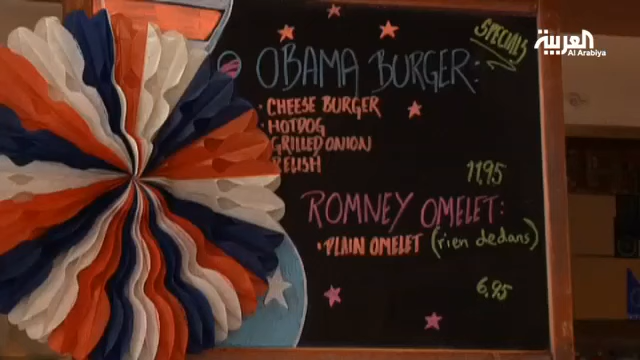 SPECIALS
العربية
Al Arabiya
OBAMA BURGER:
• CHEESE BURGER
• HOTDOG
GRILLED ONION
RELISH
11.95
ROMNEY OMELET:
• PLAIN OMELET (rien dedans)
6.95